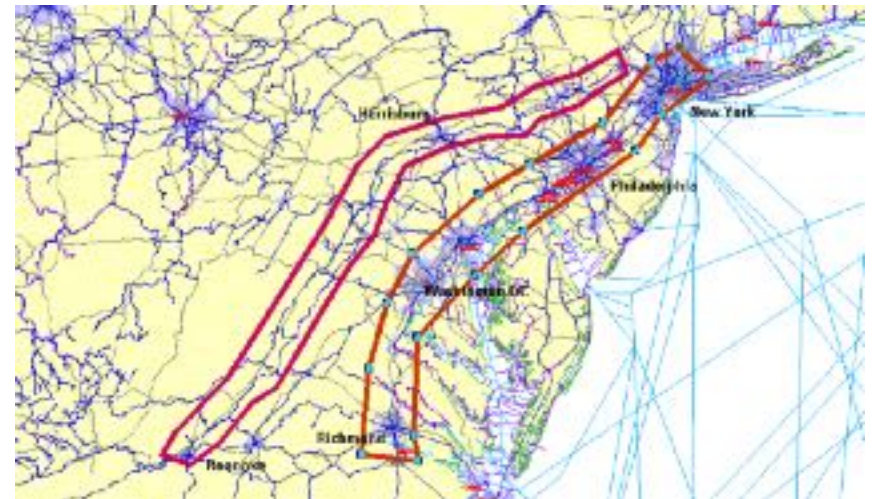 Harrisburg
New York
Philadelphia
Washington DC
Richmond
Roanoke